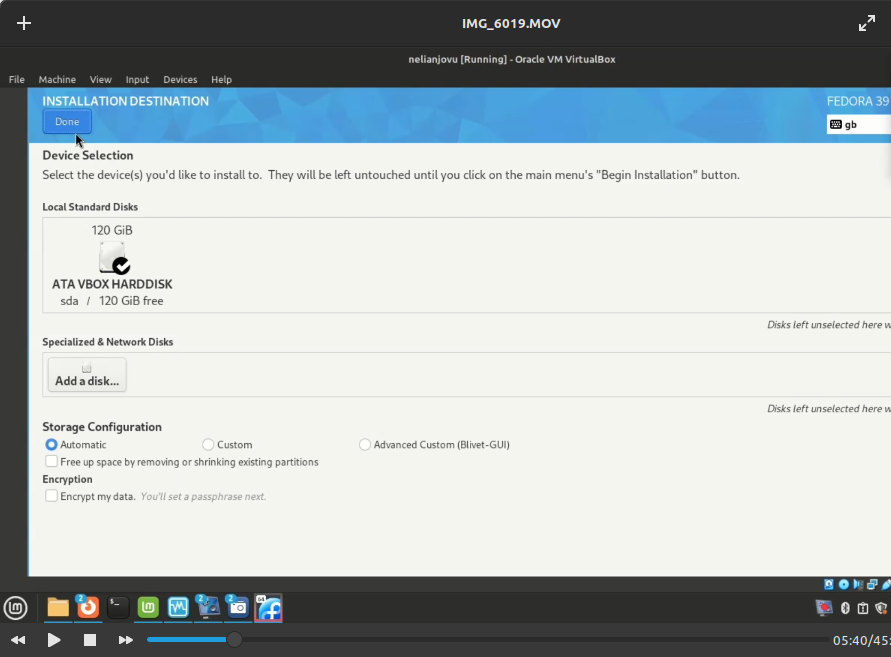 IMG_6019.MOV
nelianjovu [Running] - Oracle VM VirtualBox
File Machine View Input Devices Help
INSTALLATION DESTINATION
FEDORA 39
Done
gb
Device Selection
Select the device(s) you'd like to install to. They will be left untouched until you click on the main menu's "Begin Installation" button.
Local Standard Disks
120 GiB
ATA VBOX HARDDISK
sda / 120 GiB free
Disks left unselected here w
Specialized & Network Disks
Add a disk...
Disks left unselected here w
Storage Configuration
Automatic Custom Advanced Custom (Blivet-GUI)
Free up space by removing or shrinking existing partitions
Encryption
Encrypt my data. You'll set a passphrase next.
2 2 2 64
05:40/45: